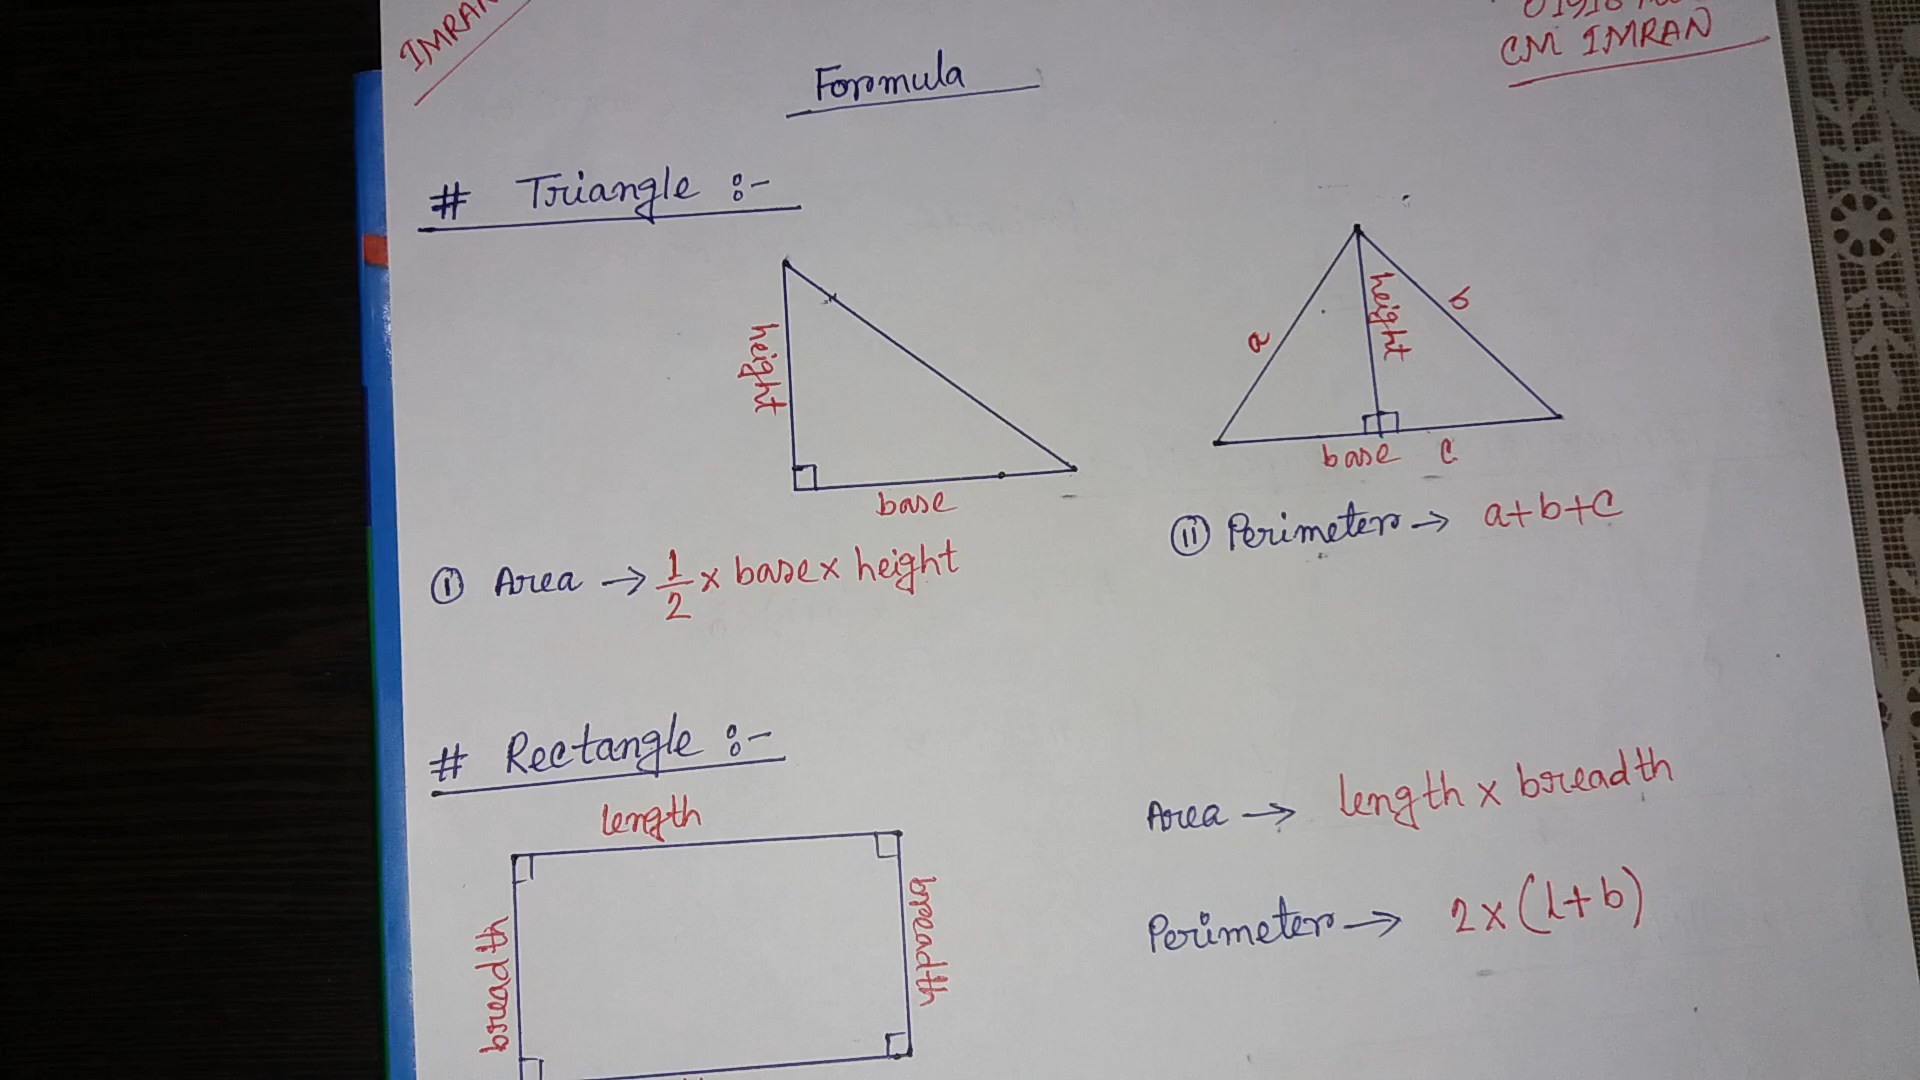 IMRAN
CM IMRAN
Formula
# Triangle :-
height
base
a
height
b
base c
(i) Area → 1/2 × base × height
(ii) Perimeter → a+b+c
# Rectangle :-
length
breadth
breadth
Area → length × breadth
Perimeter → 2×(l+b)